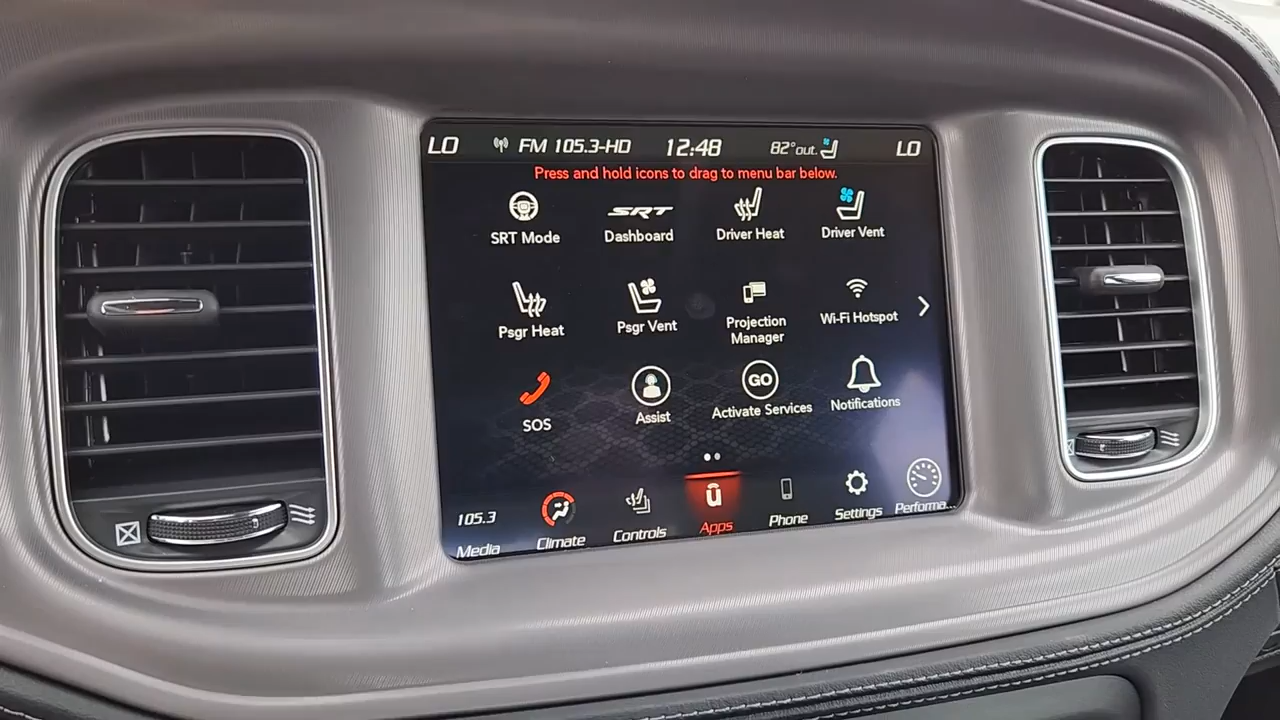 LO FM 105.3-HD 12:48 82° out. LO
Press and hold icons to drag to menu bar below.
SRT Mode
SRT
Dashboard
Driver Heat
Driver Vent
Psgr Heat
Psgr Vent
Projection
Manager
Wi-Fi Hotspot
SOS
Assist
GO
Activate Services
Notifications
105.3
Media
Climate
Controls
Apps
Phone
Settings
Performa...